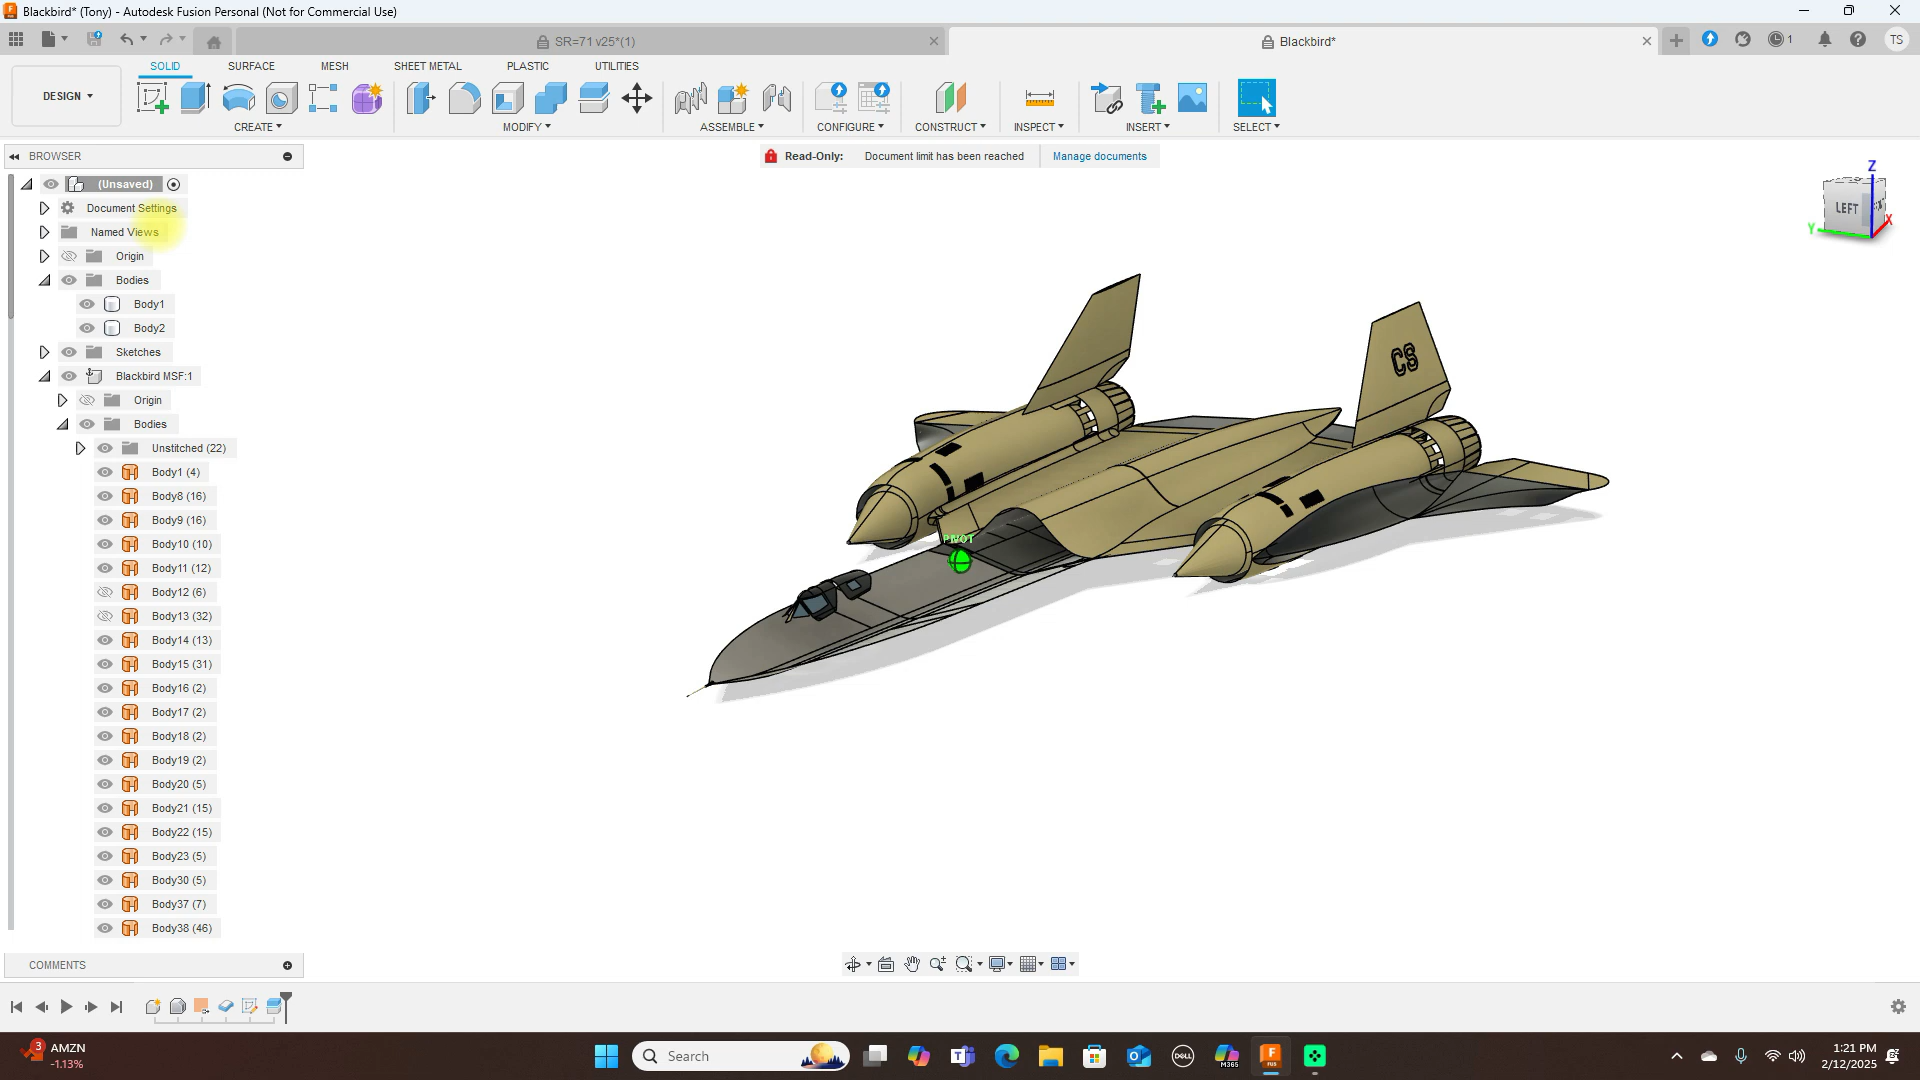 Blackbird* (Tony) - Autodesk Fusion Personal (Not for Commercial Use)
SR=71 v25*(1)
Blackbird*
1
TS
DESIGN
SOLID
SURFACE
MESH
SHEET METAL
PLASTIC
UTILITIES
CREATE
MODIFY
ASSEMBLE
CONFIGURE
CONSTRUCT
INSPECT
INSERT
SELECT
BROWSER
Read-Only:
Document limit has been reached
Manage documents
(Unsaved)
Document Settings
Named Views
Origin
Bodies
Body1
Body2
Sketches
Blackbird MSF:1
Origin
Bodies
Unstitched (22)
Body1 (4)
Body8 (16)
Body9 (16)
Body10 (10)
Body11 (12)
Body12 (6)
Body13 (32)
Body14 (13)
Body15 (31)
Body16 (2)
Body17 (2)
Body18 (2)
Body19 (2)
Body20 (5)
Body21 (15)
Body22 (15)
Body23 (5)
Body30 (5)
Body37 (7)
Body38 (46)
Z
LEFT
Y
X
CS
PIVOT
COMMENTS
3
AMZN
-1.13%
Search
DELL
M365
FUS
1:21 PM
2/12/2025